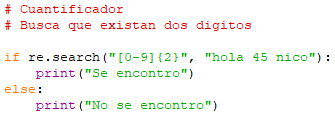 # Cuantificador
# Busca que existan dos digitos
if re.search("[0-9]{2}", "hola 45 nico"):
    print("Se encontro")
else:
    print("No se encontro")